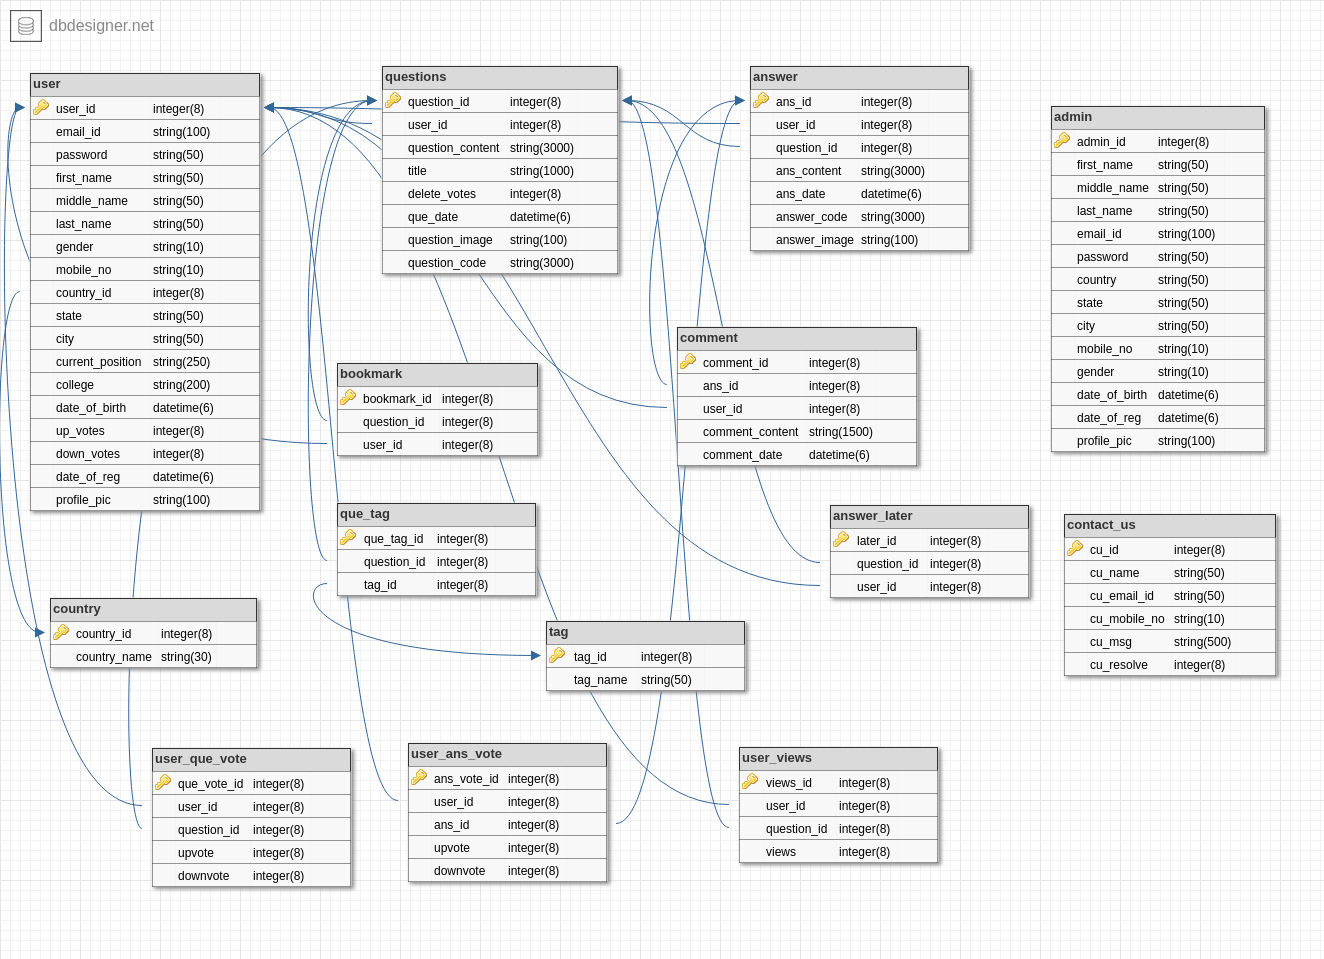 dbdesigner.net
user
user_id integer(8)
email_id string(100)
password string(50)
first_name string(50)
middle_name string(50)
last_name string(50)
gender string(10)
mobile_no string(10)
country_id integer(8)
state string(50)
city string(50)
current_position string(250)
college string(200)
date_of_birth datetime(6)
up_votes integer(8)
down_votes integer(8)
date_of_reg datetime(6)
profile_pic string(100)
questions
question_id integer(8)
user_id integer(8)
question_content string(3000)
title string(1000)
delete_votes integer(8)
que_date datetime(6)
question_image string(100)
question_code string(3000)
answer
ans_id integer(8)
user_id integer(8)
question_id integer(8)
ans_content string(3000)
ans_date datetime(6)
answer_code string(3000)
answer_image string(100)
admin
admin_id integer(8)
first_name string(50)
middle_name string(50)
last_name string(50)
email_id string(100)
password string(50)
country string(50)
state string(50)
city string(50)
mobile_no string(10)
gender string(10)
date_of_birth datetime(6)
date_of_reg datetime(6)
profile_pic string(100)
comment
comment_id integer(8)
ans_id integer(8)
user_id integer(8)
comment_content string(1500)
comment_date datetime(6)
bookmark
bookmark_id integer(8)
question_id integer(8)
user_id integer(8)
que_tag
que_tag_id integer(8)
question_id integer(8)
tag_id integer(8)
answer_later
later_id integer(8)
question_id integer(8)
user_id integer(8)
contact_us
cu_id integer(8)
cu_name string(50)
cu_email_id string(50)
cu_mobile_no string(10)
cu_msg string(500)
cu_resolve integer(8)
country
country_id integer(8)
country_name string(30)
tag
tag_id integer(8)
tag_name string(50)
user_que_vote
que_vote_id integer(8)
user_id integer(8)
question_id integer(8)
upvote integer(8)
downvote integer(8)
user_ans_vote
ans_vote_id integer(8)
user_id integer(8)
ans_id integer(8)
upvote integer(8)
downvote integer(8)
user_views
views_id integer(8)
user_id integer(8)
question_id integer(8)
views integer(8)